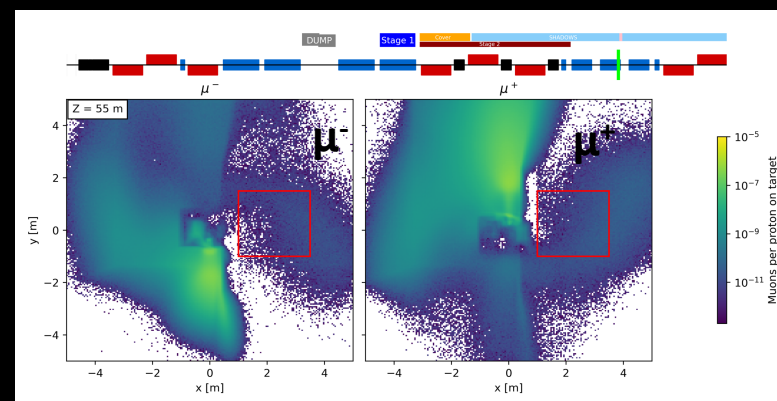 DUMP
Stage 1
Cover
SHADOWS
Stage 2
μ⁻ μ⁺
Z = 55 m
μ⁻ μ⁺
y [m]
4
2
0
−2
−4
−4 −2 0 2 4
x [m]
−4 −2 0 2 4
x [m]
10⁻⁵
10⁻⁷
10⁻⁹
10⁻¹¹
Muons per proton on target